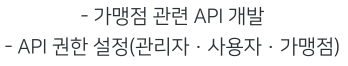 - 가맹점 관련 API 개발
- API 권한 설정(관리자 · 사용자 · 가맹점)